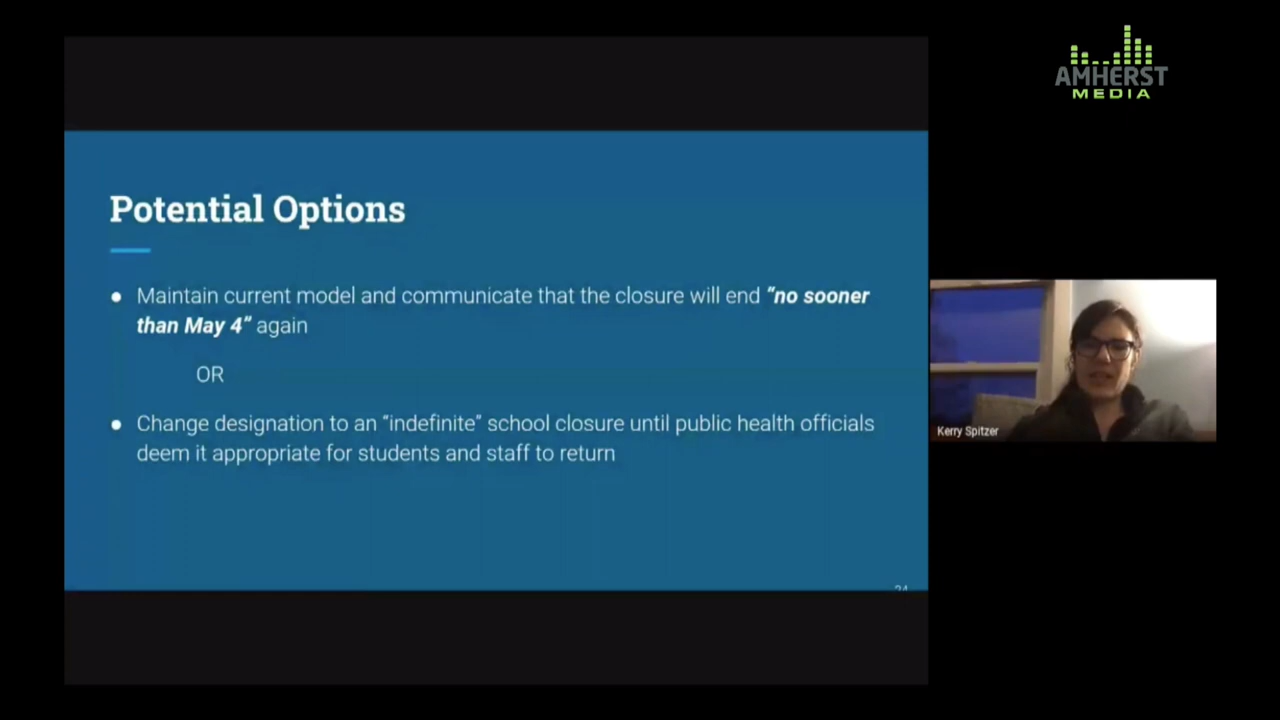 AMHERST
MEDIA
Potential Options
● Maintain current model and communicate that the closure will end “no sooner
than May 4” again
OR
● Change designation to an “indefinite” school closure until public health officials
deem it appropriate for students and staff to return
Kerry Spitzer
24